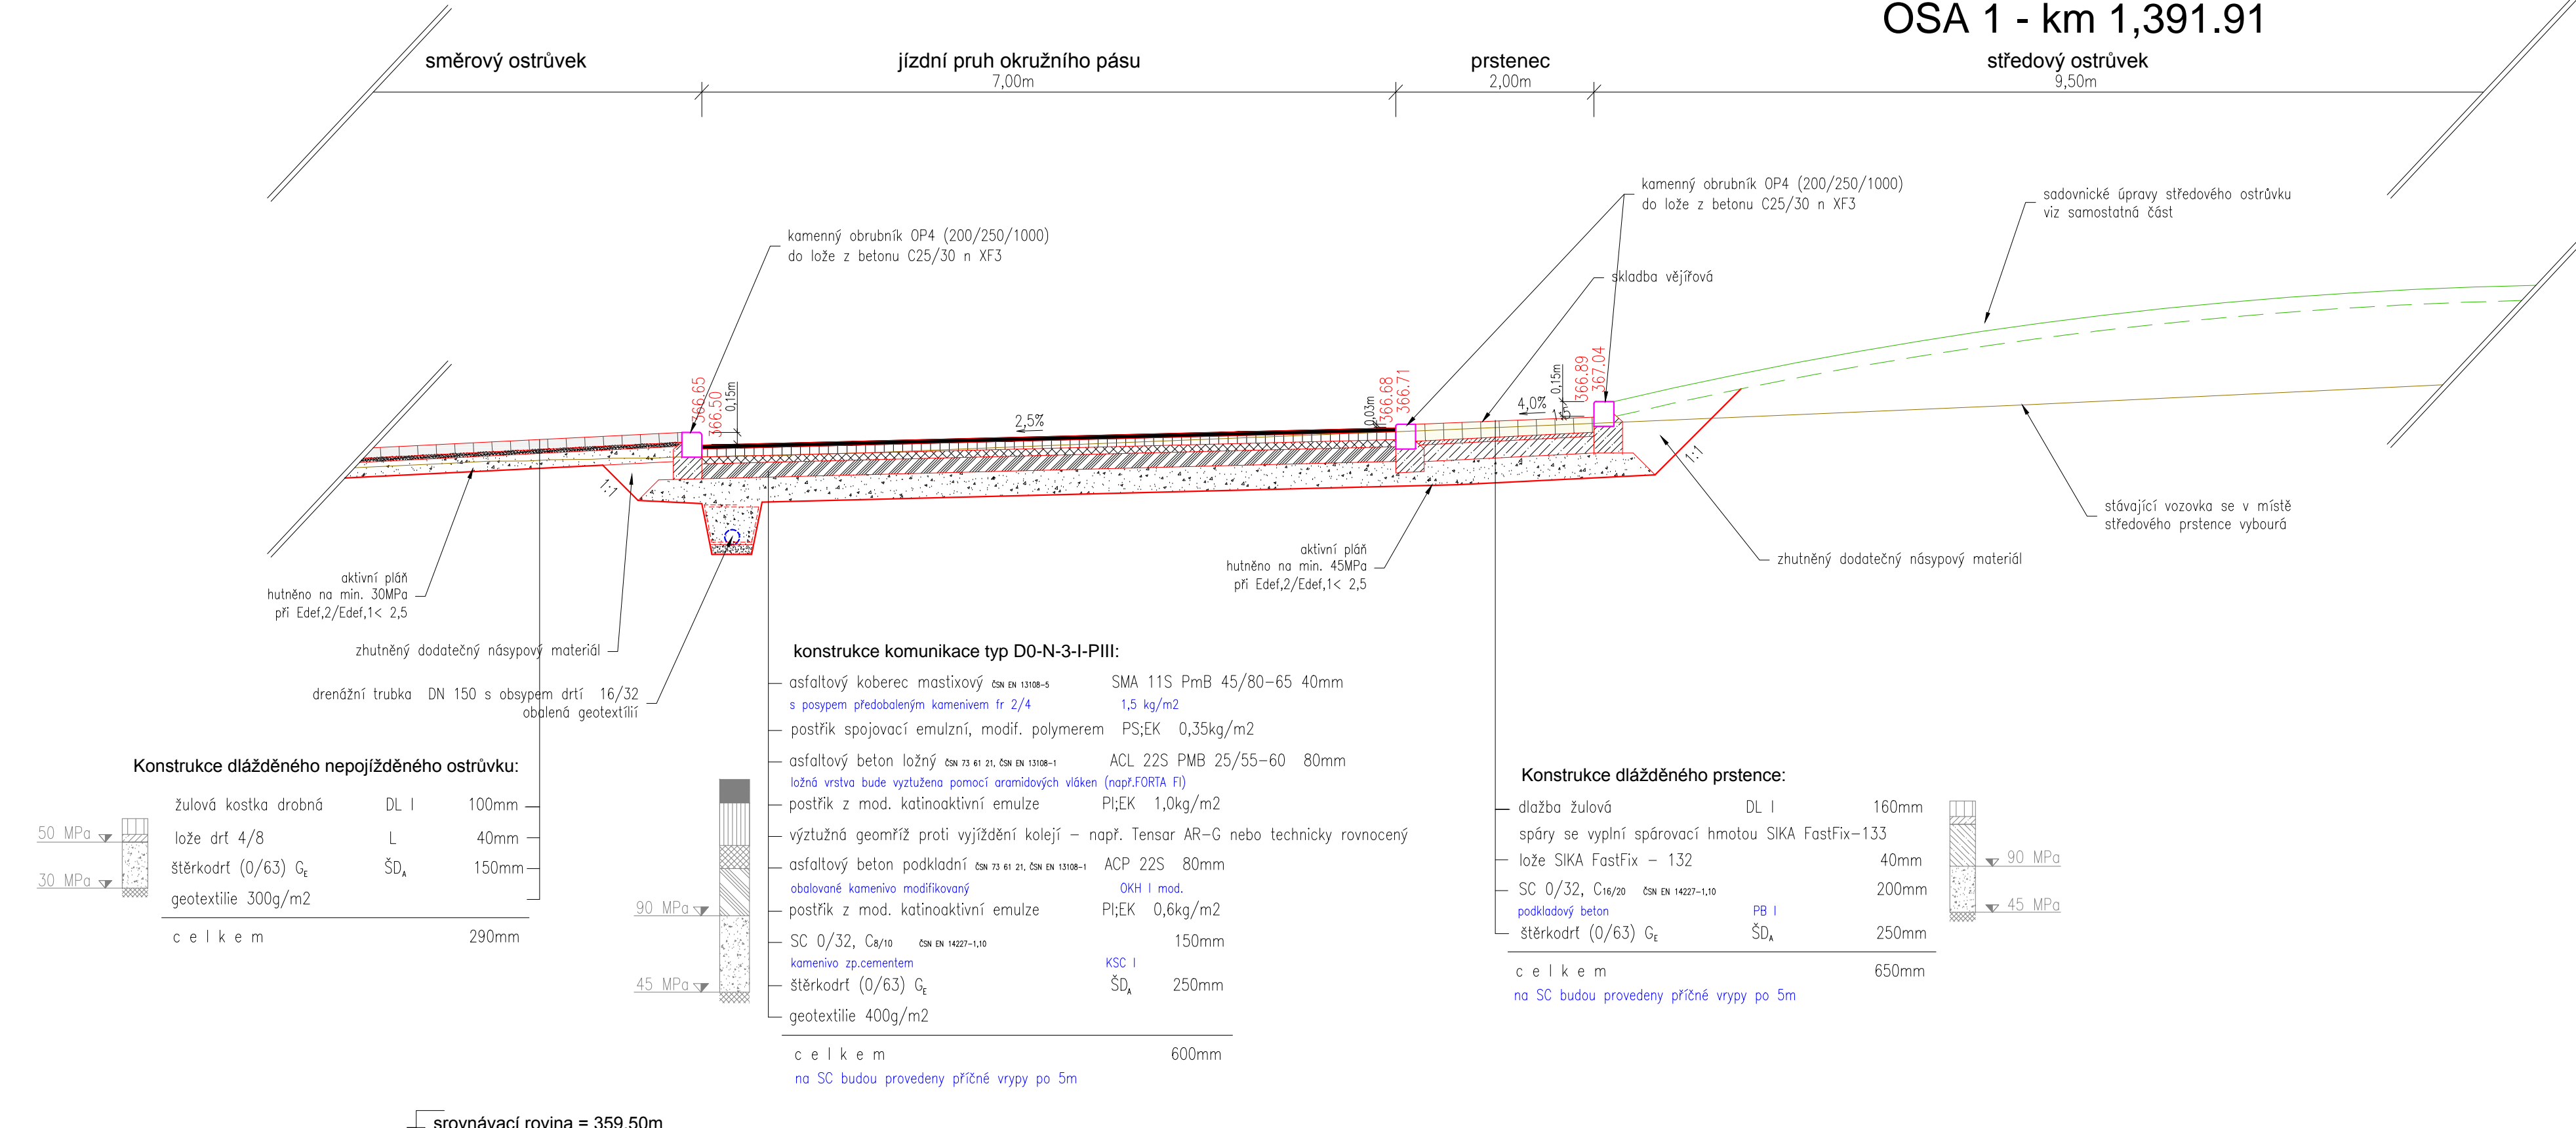 OSA 1 - km 1,391.91
směrový ostrůvek
jízdní pruh okružního pásu
7,00m
prstenec
2,00m
středový ostrůvek
9,50m
kamenný obrubník OP4 (200/250/1000)
do lože z betonu C25/30 n XF3
kamenný obrubník OP4 (200/250/1000)
do lože z betonu C25/30 n XF3
sadovnické úpravy středového ostrůvku
viz samostatná část
skladba vějířová
366.65
366.50
0,15m
2,5%
0,03m
366.68
366.71
4,0%
0,15m
366.89
367.04
1:1
1:1
stávající vozovka se v místě
středového prstence vybourá
zhutněný dodatečný násypový materiál
aktivní pláň
hutněno na min. 45MPa
při Edef,2/Edef,1< 2,5
aktivní pláň
hutněno na min. 30MPa
při Edef,2/Edef,1< 2,5
zhutněný dodatečný násypový materiál
drenážní trubka DN 150 s obsypem drtí 16/32
obalená geotextílií
Konstrukce dlážděného nepojížděného ostrůvku:
žulová kostka drobná DL I 100mm
lože drť 4/8 L 40mm
štěrkodrť (0/63) GE ŠDA 150mm
geotextilie 300g/m2
celkem 290mm
50 MPa
30 MPa
konstrukce komunikace typ D0-N-3-I-PIII:
asfaltový koberec mastixový ČSN EN 13108-5 SMA 11S PmB 45/80-65 40mm
s posypem předobaleným kamenivem fr 2/4 1,5 kg/m2
postřik spojovací emulzní, modif. polymerem PS;EK 0,35kg/m2
asfaltový beton ložný ČSN 73 61 21, ČSN EN 13108-1 ACL 22S PMB 25/55-60 80mm
ložná vrstva bude vyztužena pomocí aramidových vláken (např.FORTA FI)
postřik z mod. katinoaktivní emulze PI;EK 1,0kg/m2
výztužná geomříž proti vyjíždění kolejí - např. Tensar AR-G nebo technicky rovnocený
asfaltový beton podkladní ČSN 73 61 21, ČSN EN 13108-1 ACP 22S 80mm
obalované kamenivo modifikovaný OKH I mod.
postřik z mod. katinoaktivní emulze PI;EK 0,6kg/m2
SC 0/32, C8/10 ČSN EN 14227-1,10 150mm
kamenivo zp.cementem KSC I
štěrkodrť (0/63) GE ŠDA 250mm
geotextilie 400g/m2
celkem 600mm
na SC budou provedeny příčné vrypy po 5m
90 MPa
45 MPa
Konstrukce dlážděného prstence:
dlažba žulová DL I 160mm
spáry se vyplní spárovací hmotou SIKA FastFix-133
lože SIKA FastFix - 132 40mm
SC 0/32, C16/20 ČSN EN 14227-1,10 200mm
podkladový beton PB I
štěrkodrť (0/63) GE ŠDA 250mm
celkem 650mm
na SC budou provedeny příčné vrypy po 5m
90 MPa
45 MPa
srovnávací rovina = 359,50m